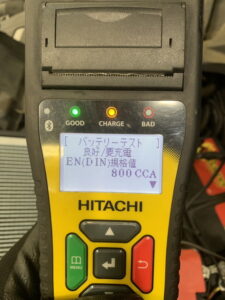 GOOD CHARGE BAD
[ バッテリーテスト ]
良好/要充電
EN(DIN)規格値
800 CCA
▼
HITACHI
MENU